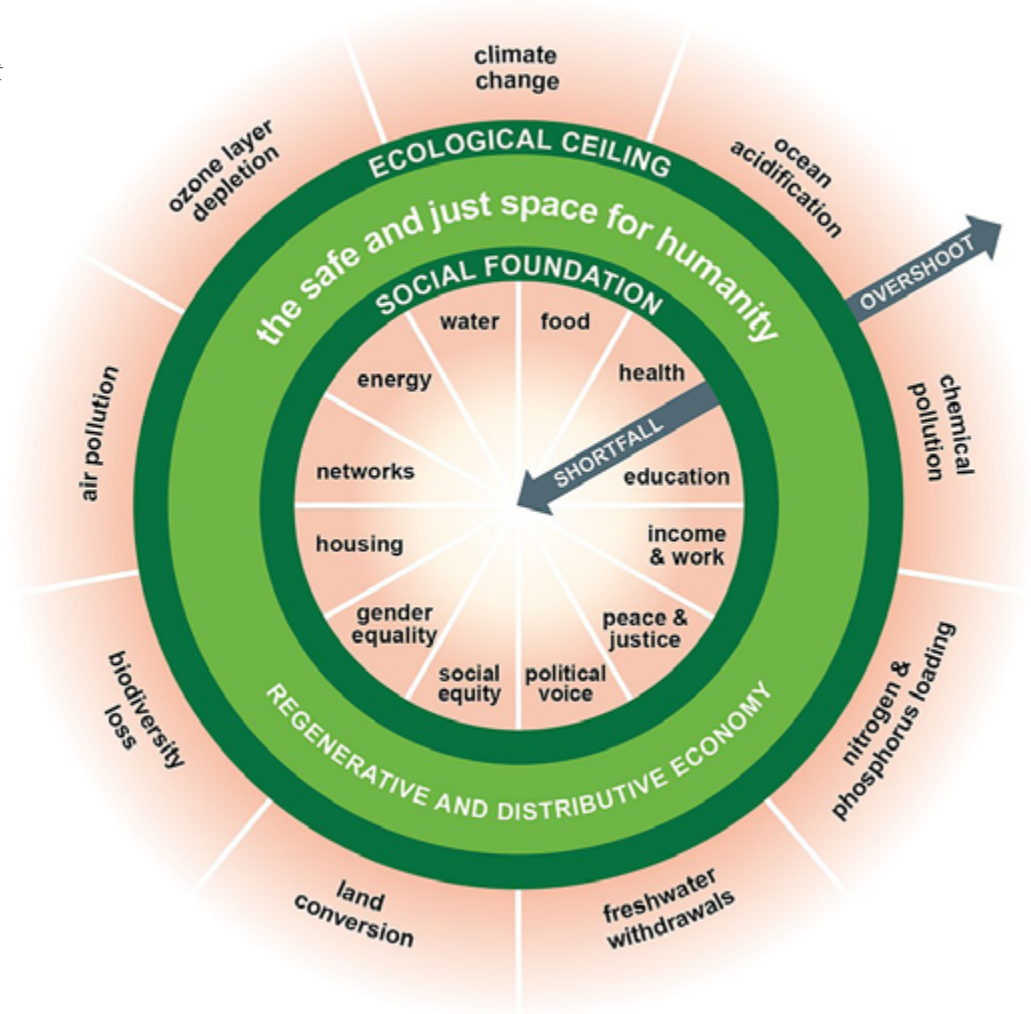 climate
change
ocean
acidification
OVERSHOOT
chemical
pollution
nitrogen &
phosphorus loading
freshwater
withdrawals
land
conversion
biodiversity
loss
air pollution
ozone layer
depletion
ECOLOGICAL CEILING
the safe and just space for humanity
SOCIAL FOUNDATION
water
food
health
SHORTFALL
education
income
& work
peace &
justice
political
voice
social
equity
gender
equality
housing
networks
energy
REGENERATIVE AND DISTRIBUTIVE ECONOMY